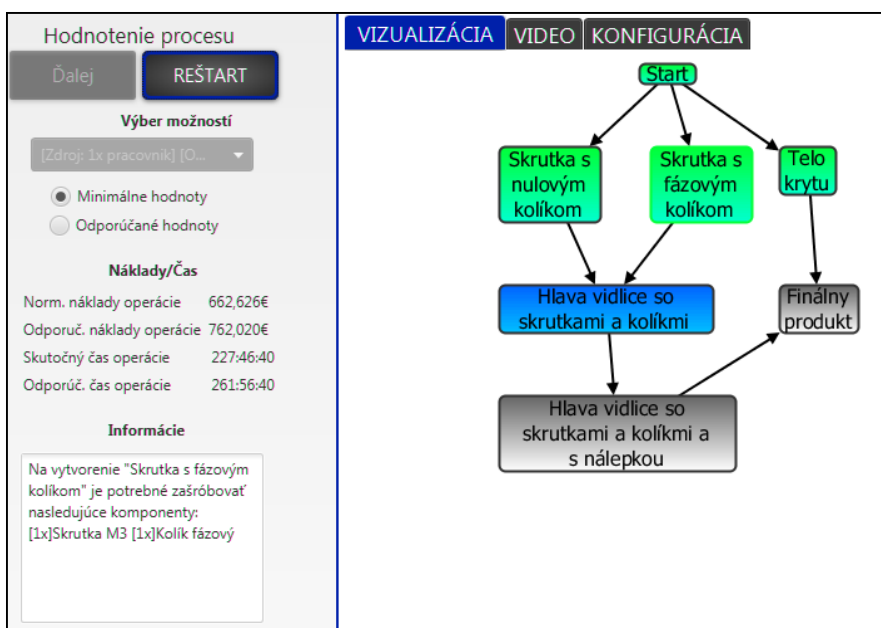 Hodnotenie procesu
Ďalej
REŠTART
Výber možností
[Zdroj: 1x pracovník] [O...
Minimálne hodnoty
Odporúčané hodnoty
Náklady/Čas
Norm. náklady operácie 662,626€
Odporuč. náklady operácie 762,020€
Skutočný čas operácie 227:46:40
Odporúč. čas operácie 261:56:40
Informácie
Na vytvorenie "Skrutka s fázovým
kolíkom" je potrebné zašróbovať
nasledujúce komponenty:
[1x]Skrutka M3 [1x]Kolík fázový
VIZUALIZÁCIA
VIDEO
KONFIGURÁCIA
Start
Skrutka s
nulovým
kolíkom
Skrutka s
fázovým
kolíkom
Telo
krytu
Hlava vidlice so
skrutkami a kolíkmi
Finálny
produkt
Hlava vidlice so
skrutkami a kolíkmi a
s nálepkou